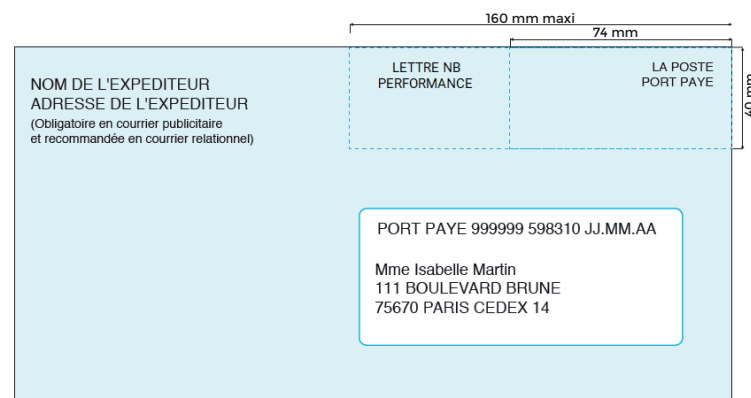 160 mm maxi
74 mm
NOM DE L'EXPEDITEUR
ADRESSE DE L'EXPEDITEUR
(Obligatoire en courrier publicitaire
et recommandée en courrier relationnel)
LETTRE NB
PERFORMANCE
LA POSTE
PORT PAYE
40 mm
PORT PAYE 999999 598310 JJ.MM.AA
Mme Isabelle Martin
111 BOULEVARD BRUNE
75670 PARIS CEDEX 14